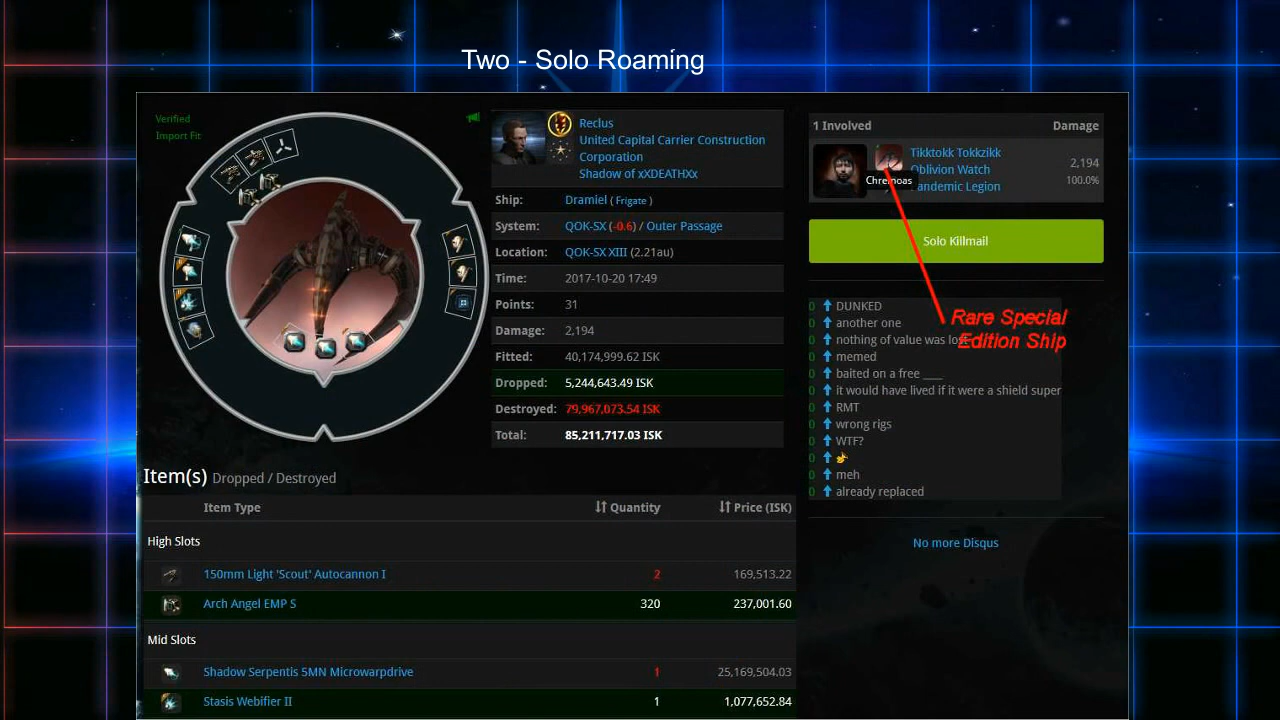 Two - Solo Roaming
Verified
Import Fit
Reclus
United Capital Carrier Construction
Corporation
Shadow of xXDEATHXx
Ship: Dramiel ( Frigate )
System: QOK-SX (-0.6) / Outer Passage
Location: QOK-SX XIII (2.21au)
Time: 2017-10-20 17:49
Points: 31
Damage: 2,194
Fitted: 40,174,999.62 ISK
Dropped: 5,244,643.49 ISK
Destroyed: 79,967,073.54 ISK
Total: 85,211,717.03 ISK
1 Involved Damage
Tikktokk Tokkzikk 2,194
Oblivion Watch 100.0%
Chremoas
Pandemic Legion
Solo Killmail
Rare Special
Edition Ship
0 DUNKED
0 another one
0 nothing of value was lost
0 memed
0 baited on a free ____
0 it would have lived if it were a shield super
0 RMT
0 wrong rigs
0 WTF?
0
0 meh
0 already replaced
No more Disqus
Item(s) Dropped / Destroyed
Item Type Quantity Price (ISK)
High Slots
150mm Light 'Scout' Autocannon I 2 169,513.22
Arch Angel EMP S 320 237,001.60
Mid Slots
Shadow Serpentis 5MN Microwarpdrive 1 25,169,504.03
Stasis Webifier II 1 1,077,652.84